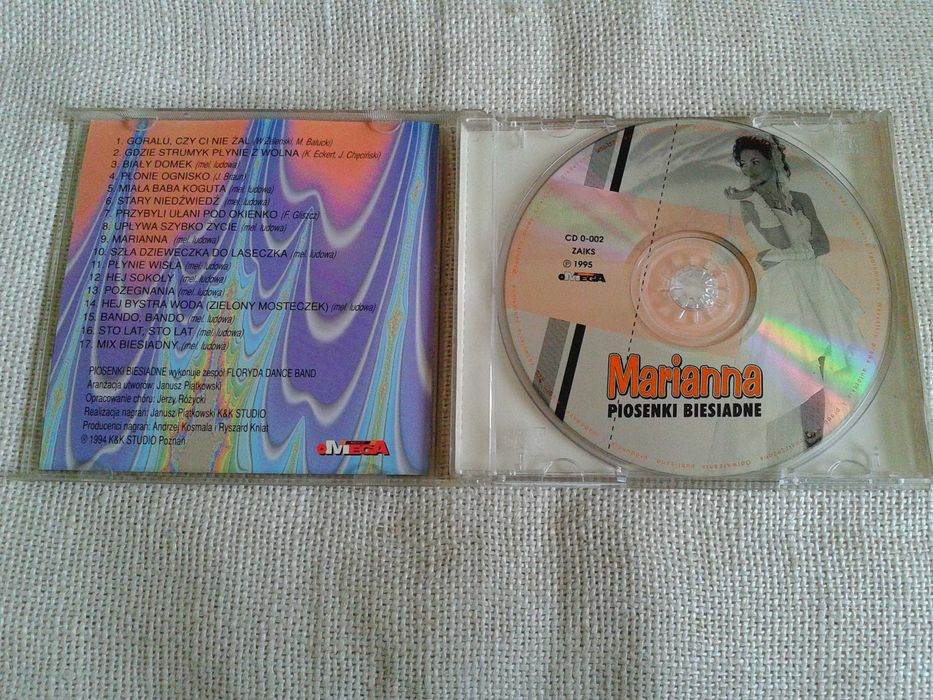 1. GÓRALU, CZY CI NIE ŻAL (W. Żeleński, M. Bałucki)
2. GDZIE STRUMYK PŁYNIE Z WOLNA (K. Eckert, J. Chęciński)
3. BIAŁY DOMEK (mel. ludowa)
4. PŁONIE OGNISKO (J. Braun)
5. MIAŁA BABA KOGUTA (mel. ludowa)
6. STARY NIEDŹWIEDŹ (mel. ludowa)
7. PRZYBYLI UŁANI POD OKIENKO (F. Gliszcz)
8. UPŁYWA SZYBKO ŻYCIE (mel. ludowa)
9. MARIANNA (mel. ludowa)
10. SZŁA DZIEWECZKA DO LASECZKA (mel. ludowa)
11. PŁYNIE WISŁA (mel. ludowa)
12. HEJ SOKOŁY (mel. ludowa)
13. POŻEGNANIA (mel. ludowa)
14. HEJ BYSTRA WODA (ZIELONY MOSTECZEK) (mel. ludowa)
15. BANDO, BANDO (mel. ludowa)
16. STO LAT, STO LAT (mel. ludowa)
17. MIX BIESIADNY (mel. ludowa)
PIOSENKI BIESIADNE wykonuje zespół FLORYDA DANCE BAND
Aranżacja utworów: Janusz Piątkowski
Opracowanie chóru: Jerzy Różycki
Realizacja nagrań: Janusz Piątkowski K&K STUDIO
Producenci nagrań: Andrzej Kosmala / Ryszard Kniat
℗ 1994 K&K STUDIO Poznań
OMEGA
CD 0-002
ZAIKS
℗ 1995
OMEGA
Marianna
PIOSENKI BIESIADNE